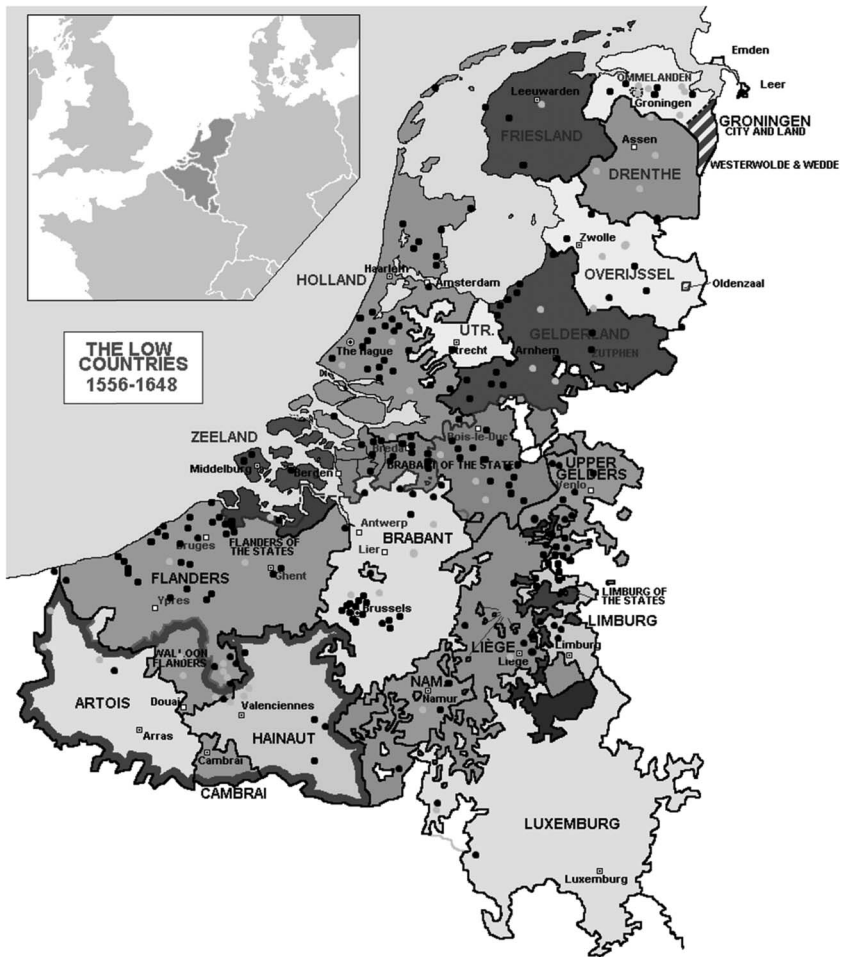 Emden
Leer
OMMELANDEN
Groningen
Leeuwarden
FRIESLAND
GRONINGEN
CITY AND LAND
Assen
DRENTHE
WESTERWOLDE & WEDDE
Zwolle
OVERIJSSEL
Oldenzaal
Haarlem
HOLLAND
Amsterdam
UTR.
Utrecht
GELDERLAND
Arnhem
ZUTPHEN
The Hague
THE LOW
COUNTRIES
1556-1648
ZEELAND
Middelburg
Bergen
Breda
Bois-le-Duc
BRABANT OF THE STATES
UPPER
GELDERS
Venlo
Antwerp
Lier
BRABANT
Brussels
Bruges
FLANDERS OF
THE STATES
FLANDERS
Ghent
Ypres
LIMBURG OF
THE STATES
LIMBURG
Limburg
LIÈGE
Liège
WALLOON
FLANDERS
NAM.
Namur
ARTOIS
Douai
Arras
Valenciennes
HAINAUT
Cambrai
CAMBRAI
LUXEMBURG
Luxemburg